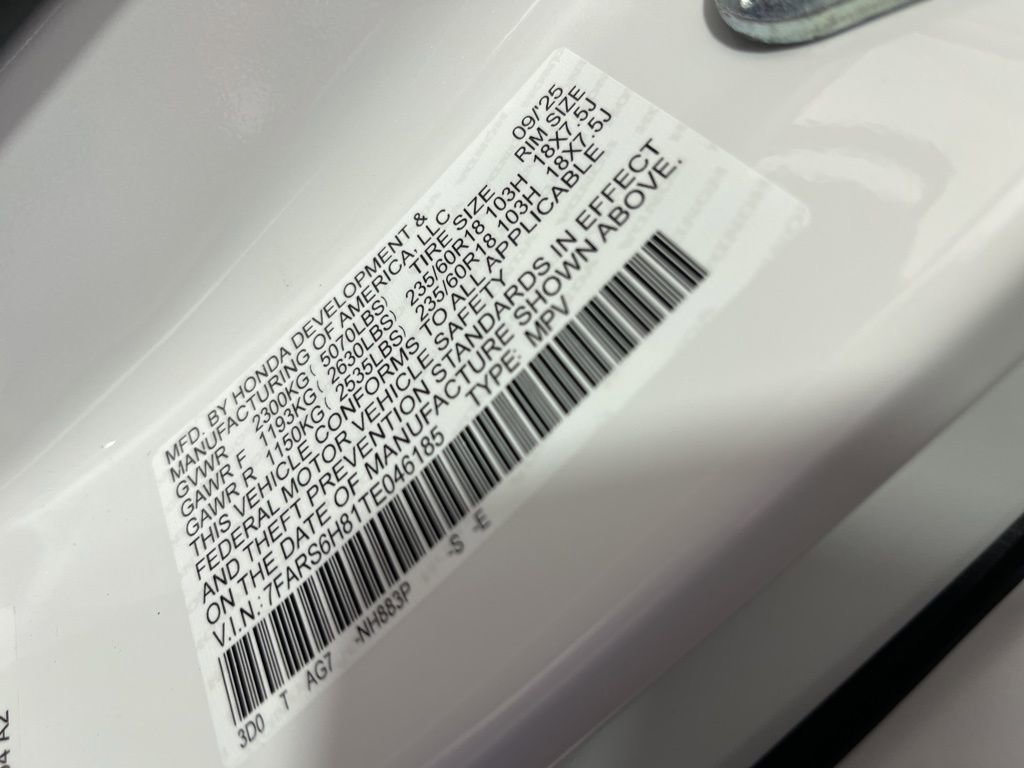 MFD. BY HONDA DEVELOPMENT &
MANUFACTURING OF AMERICA, LLC 09/'25
GVWR 2300KG ( 5070LBS) TIRE SIZE RIM SIZE
GAWR F 1193KG ( 2630LBS) 235/60R18 103H 18X7.5J
GAWR R 1150KG ( 2535LBS) 235/60R18 103H 18X7.5J
THIS VEHICLE CONFORMS TO ALL APPLICABLE
FEDERAL MOTOR VEHICLE SAFETY
AND THEFT PREVENTION STANDARDS IN EFFECT
ON THE DATE OF MANUFACTURE SHOWN ABOVE.
V.I.N: 7FARS6H81TE046185 TYPE: MPV
3D0 T AG7 -NH883P -S -E
A2